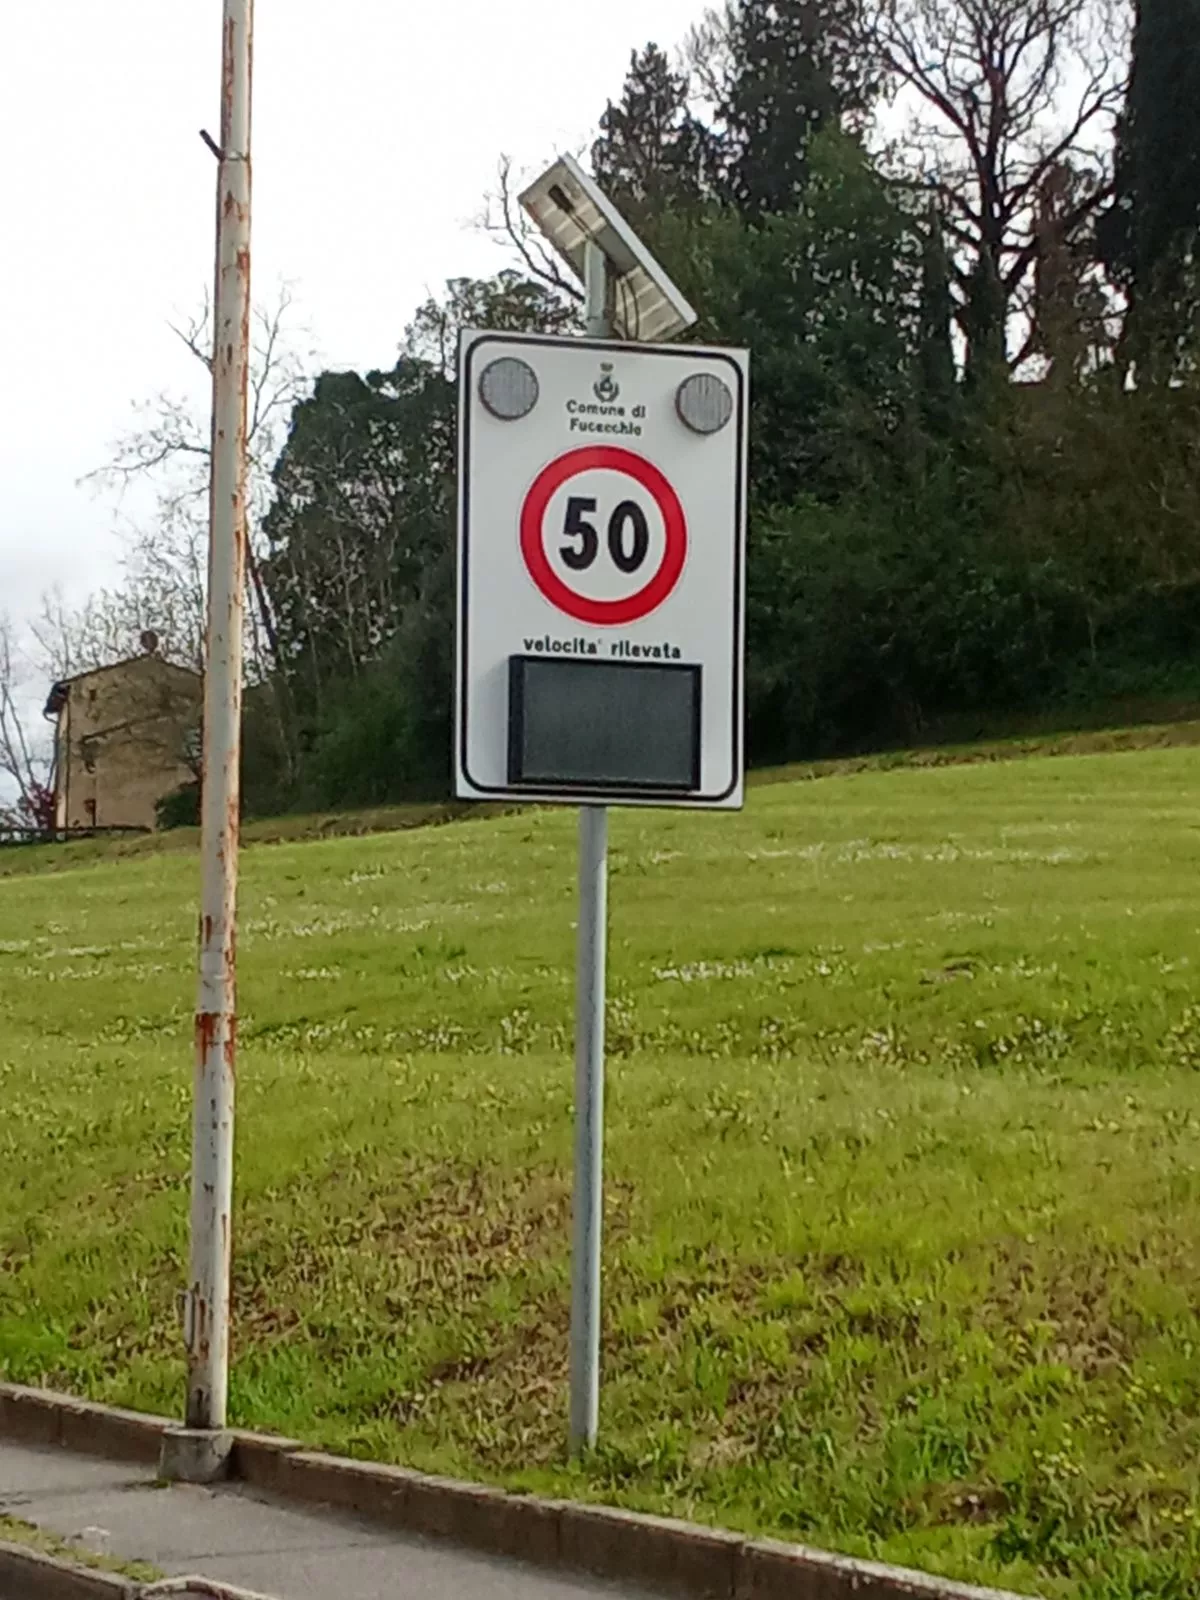 Comune di
Fucecchio
50
velocita' rilevata